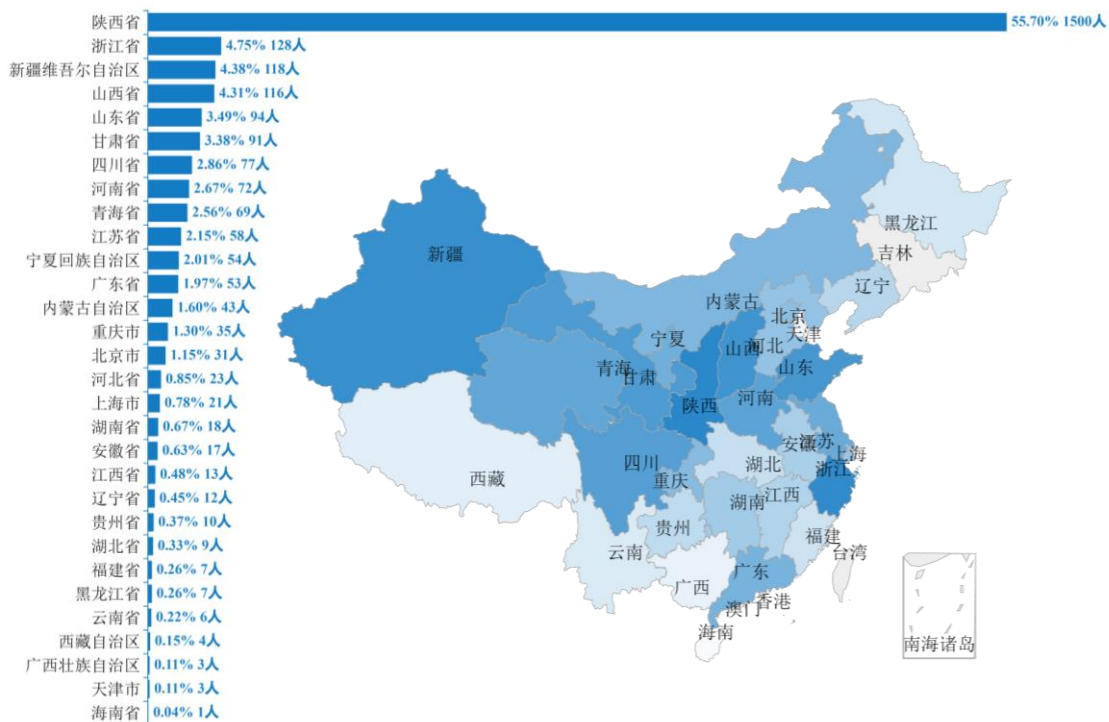 陕西省 55.70% 1500人
浙江省 4.75% 128人
新疆维吾尔自治区 4.38% 118人
山西省 4.31% 116人
山东省 3.49% 94人
甘肃省 3.38% 91人
四川省 2.86% 77人
河南省 2.67% 72人
青海省 2.56% 69人
江苏省 2.15% 58人
宁夏回族自治区 2.01% 54人
广东省 1.97% 53人
内蒙古自治区 1.60% 43人
重庆市 1.30% 35人
北京市 1.15% 31人
河北省 0.85% 23人
上海市 0.78% 21人
湖南省 0.67% 18人
安徽省 0.63% 17人
江西省 0.48% 13人
辽宁省 0.45% 12人
贵州省 0.37% 10人
湖北省 0.33% 9人
福建省 0.26% 7人
黑龙江省 0.26% 7人
云南省 0.22% 6人
西藏自治区 0.15% 4人
广西壮族自治区 0.11% 3人
天津市 0.11% 3人
海南省 0.04% 1人
黑龙江
吉林
新疆
辽宁
内蒙古
北京
天津
宁夏
山西
河北
青海
甘肃
山东
陕西
河南
安徽
江苏
上海
四川
湖北
浙江
西藏
重庆
湖南
江西
贵州
福建
云南
台湾
广东
广西
香港
澳门
海南
南海诸岛